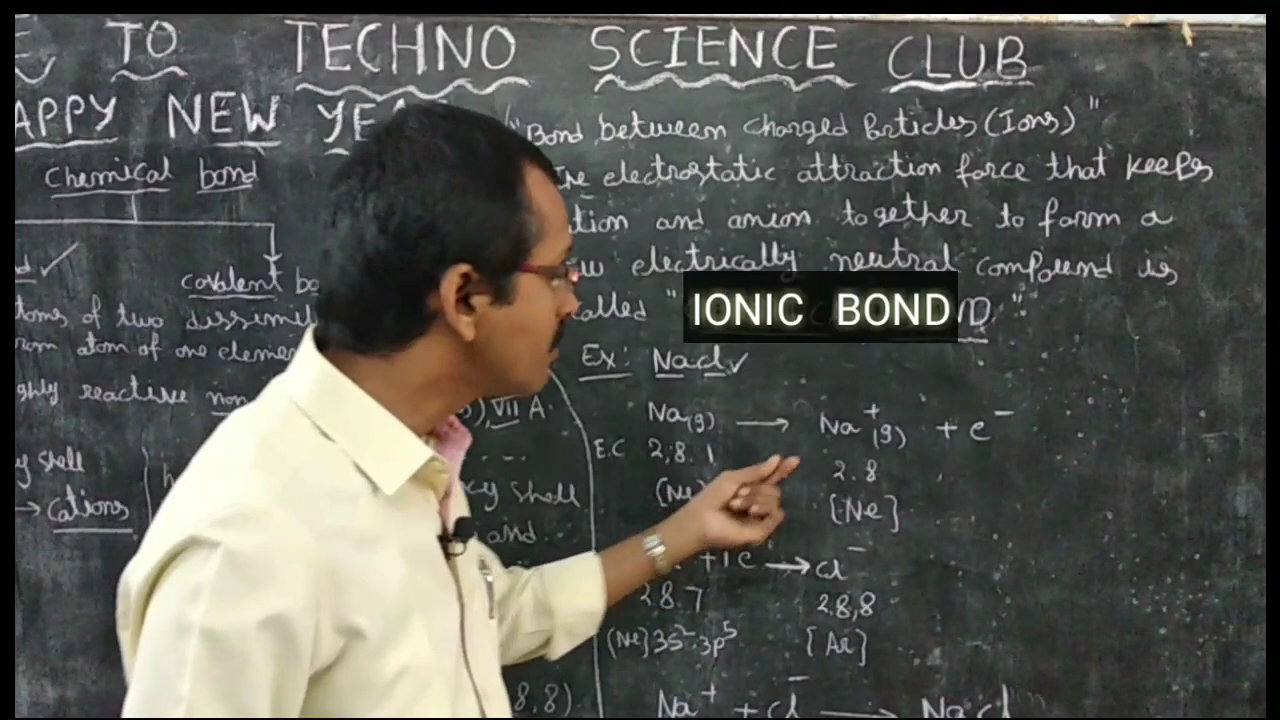 TO TECHNO SCIENCE CLUB
APPY NEW YEA
"Bond between charged Particles (Ions)"
Chemical bond
The electrostatic attraction force that keeps
tion and anion together to form a
electrically neutral compound is
covalent bo
called " IONIC BOND
toms of two dissimil
rom atom of one elemen
Ex: Nacl ✓
ghly reactive non
VII A.
Na(g) → Na+(g) + e-
E.C 2,8.1 2.8
y shell
cy shell
(Ne) [Ne]
→ cations
and
+1e → Cl-
2.8.7 2.8,8
(Ne] 3s² 3p⁵ [Ar]
8,8).
Na+ + Cl- → Nacl